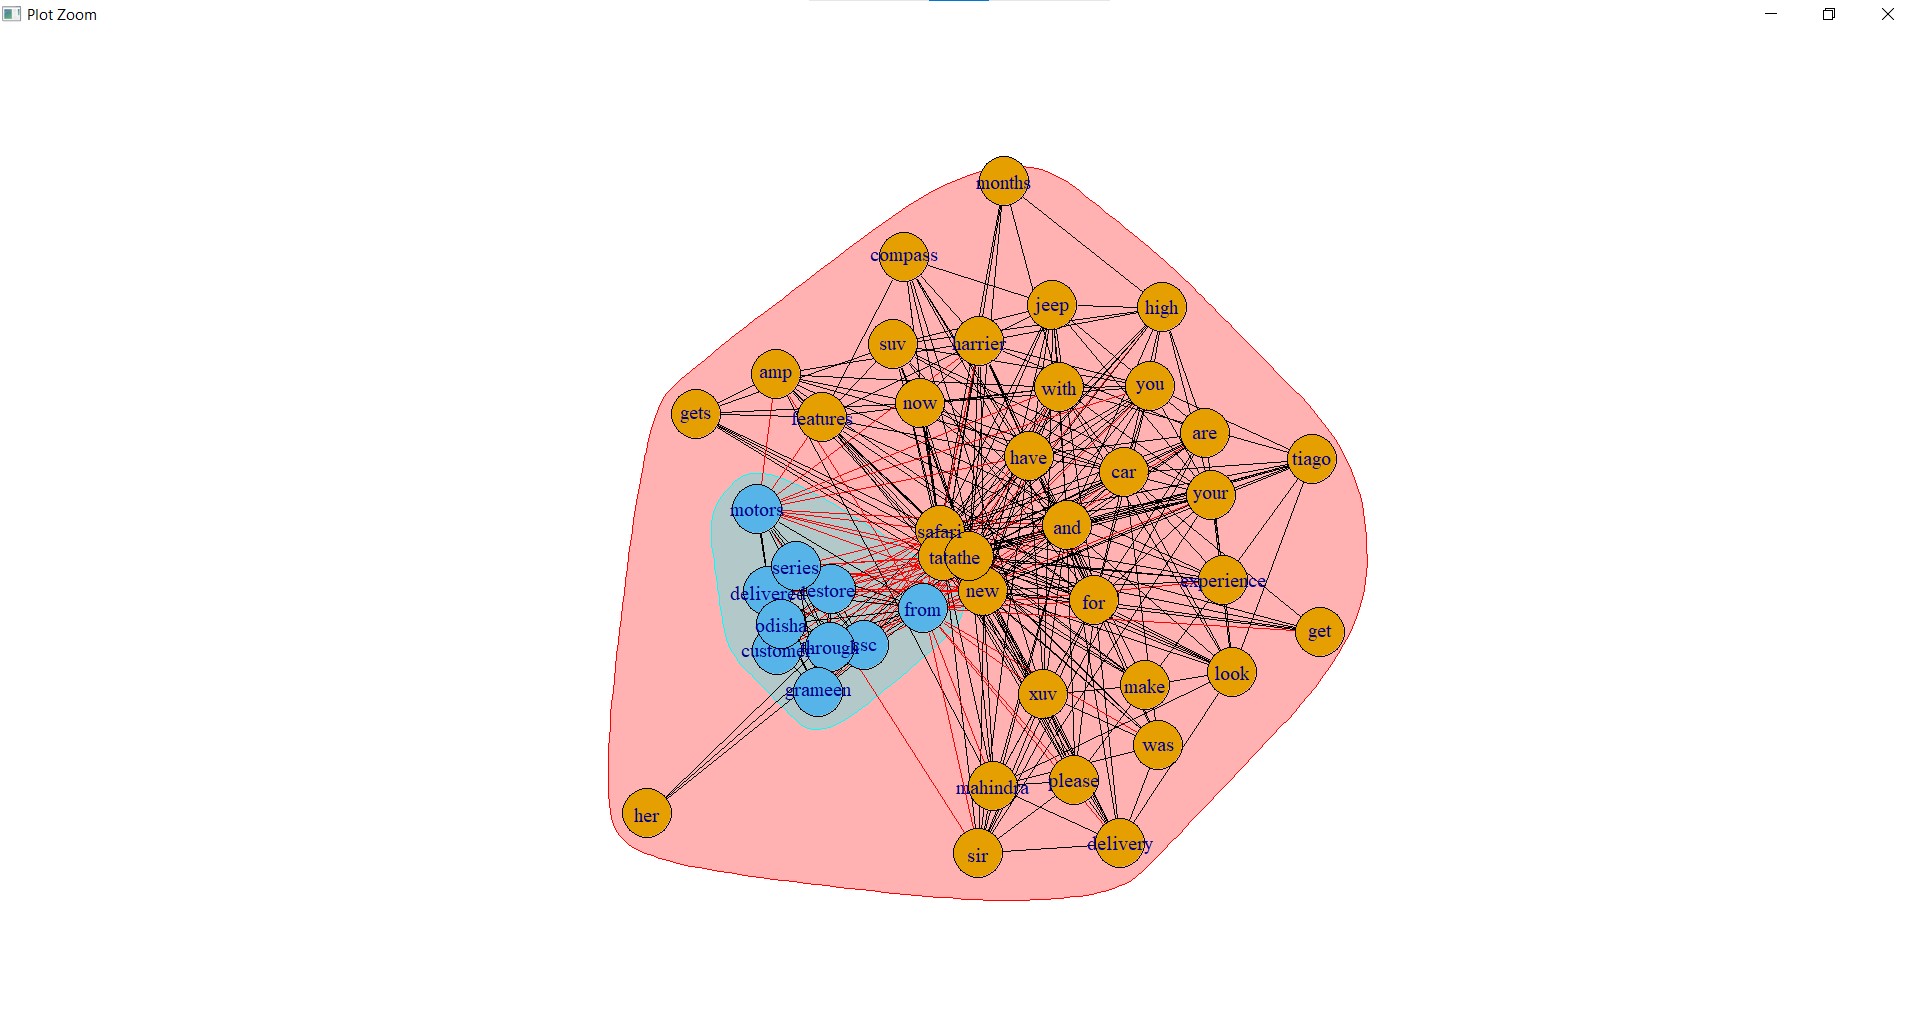 Plot Zoom
months
compass
jeep
high
suv
harrier
amp
now
with
you
gets
features
are
have
car
tiago
your
motors
safari
and
tata
the
series
delivered
new
from
for
experience
odisha
customer
through
csc
get
grameen
xuv
make
look
was
mahindra
please
her
sir
delivery